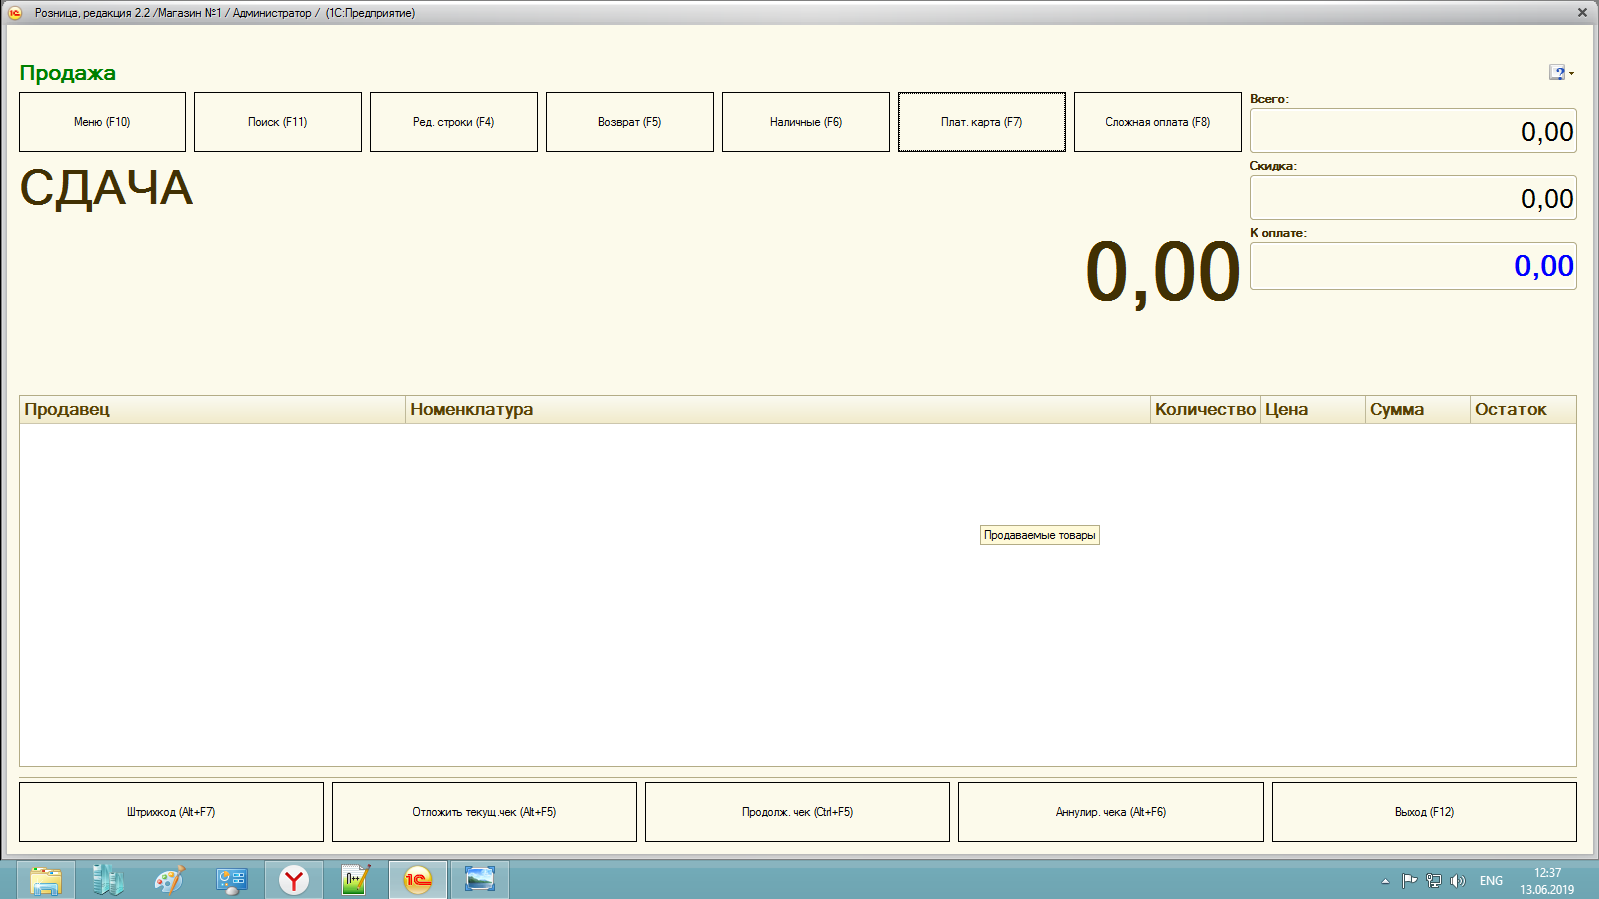 Розница, редакция 2.2 /Магазин №1 / Администратор / (1С:Предприятие)
Продажа
Меню (F10)
Поиск (F11)
Ред. строки (F4)
Возврат (F5)
Наличные (F6)
Плат. карта (F7)
Сложная оплата (F8)
Всего:
0,00
СДАЧА
Скидка:
0,00
К оплате:
0,00
0,00
Продавец
Номенклатура
Количество
Цена
Сумма
Остаток
Продаваемые товары
Штрихкод (Alt+F7)
Отложить текущ.чек (Alt+F5)
Продолж. чек (Ctrl+F5)
Аннулир. чека (Alt+F6)
Выход (F12)
ENG
12:37
13.06.2019